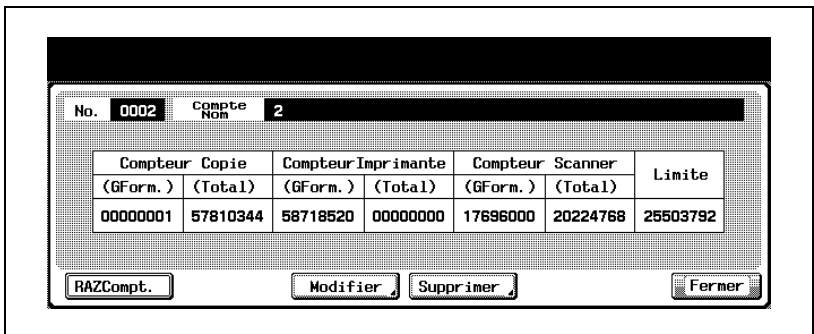 No. 0002 Compte Nom 2
Compteur Copie CompteurImprimante Compteur Scanner Limite
(GForm.) (Total) (GForm.) (Total) (GForm.) (Total)
00000001 57810344 58718520 00000000 17696000 20224768 25503792
RAZCompt. Modifier Supprimer Fermer